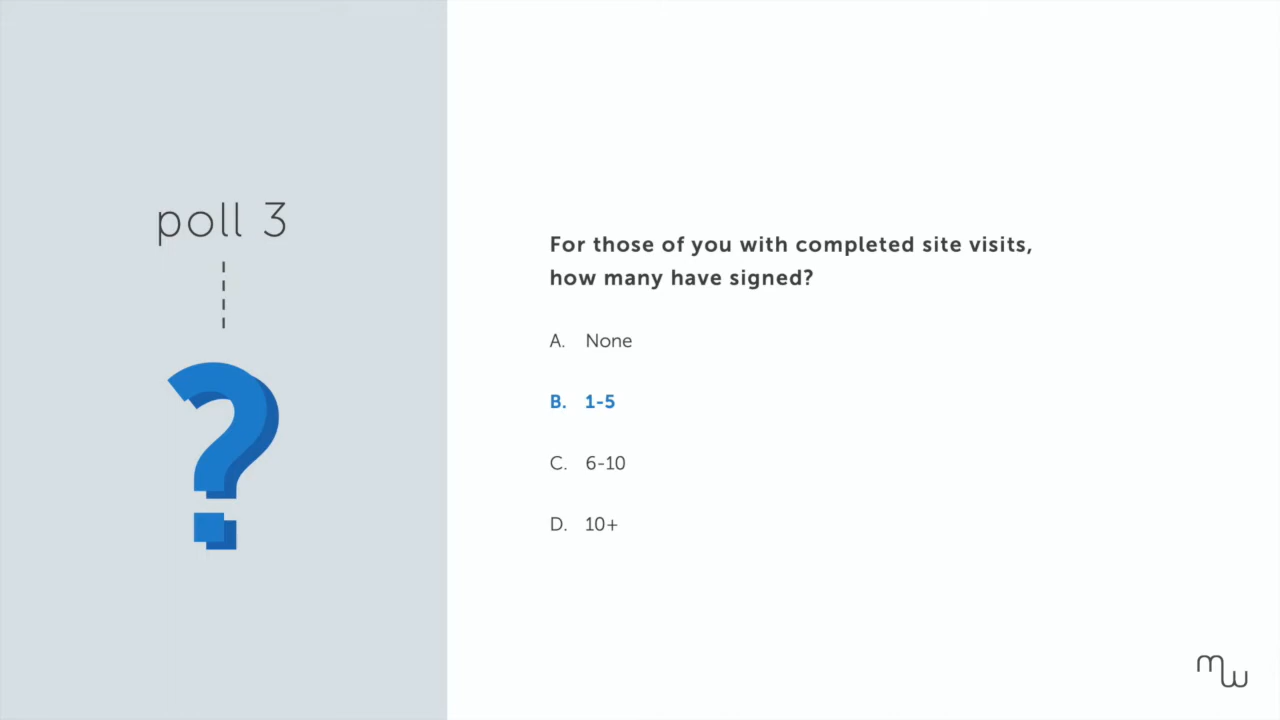 poll 3
?
For those of you with completed site visits,
how many have signed?
A. None
B. 1-5
C. 6-10
D. 10+
mw